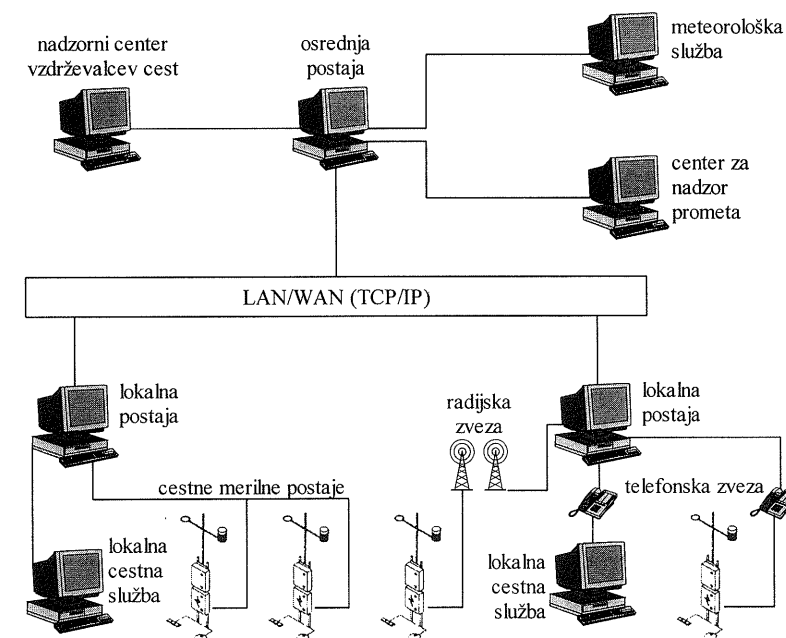 nadzorni center
vzdrževalcev cest
osrednja
postaja
meteorološka
služba
center za
nadzor
prometa
LAN/WAN (TCP/IP)
lokalna
postaja
radijska
zveza
lokalna
postaja
cestne merilne postaje
telefonska zveza
lokalna
cestna
služba
lokalna
cestna
služba